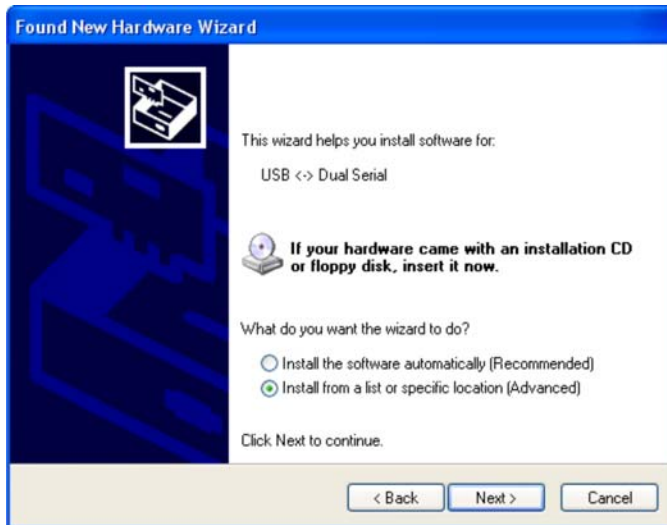 Found New Hardware Wizard
This wizard helps you install software for:
USB <-> Dual Serial
If your hardware came with an installation CD
or floppy disk, insert it now.
What do you want the wizard to do?
Install the software automatically (Recommended)
Install from a list or specific location (Advanced)
Click Next to continue.
< Back Next > Cancel